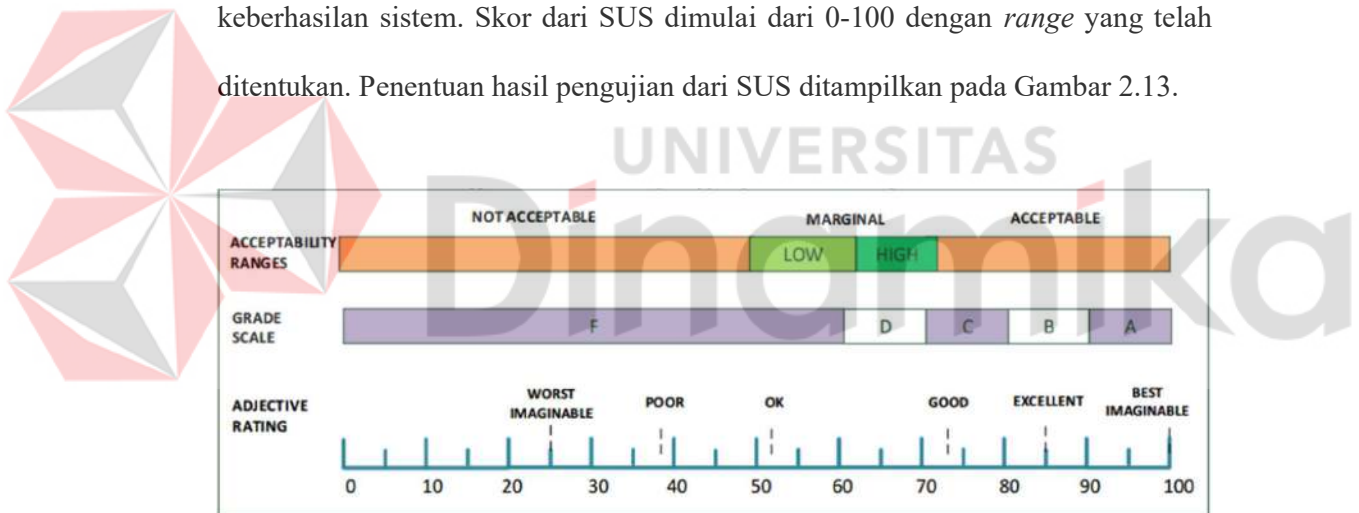 keberhasilan sistem. Skor dari SUS dimulai dari 0-100 dengan range yang telah
ditentukan. Penentuan hasil pengujian dari SUS ditampilkan pada Gambar 2.13.
UNIVERSITAS
Dinamika
NOT ACCEPTABLE MARGINAL ACCEPTABLE
ACCEPTABILITY RANGES
LOW HIGH
GRADE SCALE
F D C B A
ADJECTIVE RATING
WORST IMAGINABLE POOR OK GOOD EXCELLENT BEST IMAGINABLE
0 10 20 30 40 50 60 70 80 90 100